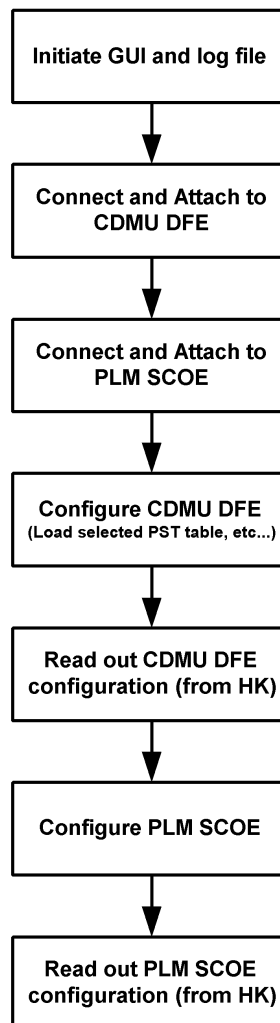 Initiate GUI and log file
Connect and Attach to
CDMU DFE
Connect and Attach to
PLM SCOE
Configure CDMU DFE
(Load selected PST table, etc...)
Read out CDMU DFE
configuration (from HK)
Configure PLM SCOE
Read out PLM SCOE
configuration (from HK)